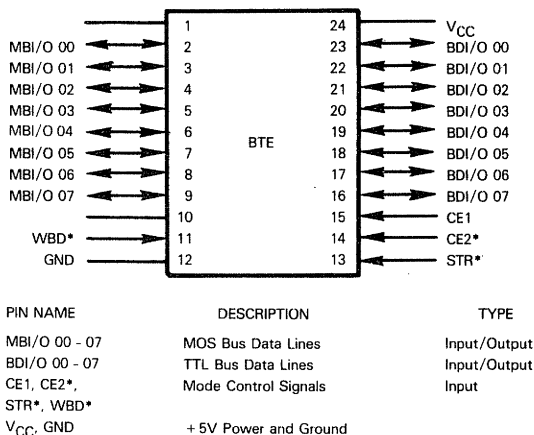 1 24 VCC
MBI/O 00 2 23 BDI/O 00
MBI/O 01 3 22 BDI/O 01
MBI/O 02 4 21 BDI/O 02
MBI/O 03 5 20 BDI/O 03
MBI/O 04 6 19 BDI/O 04
BTE
MBI/O 05 7 18 BDI/O 05
MBI/O 06 8 17 BDI/O 06
MBI/O 07 9 16 BDI/O 07
10 15 CE1
WBD* 11 14 CE2*
GND 12 13 STR*
PIN NAME DESCRIPTION TYPE
MBI/O 00 - 07 MOS Bus Data Lines Input/Output
BDI/O 00 - 07 TTL Bus Data Lines Input/Output
CE1, CE2*, Mode Control Signals Input
STR*, WBD*
VCC, GND +5V Power and Ground